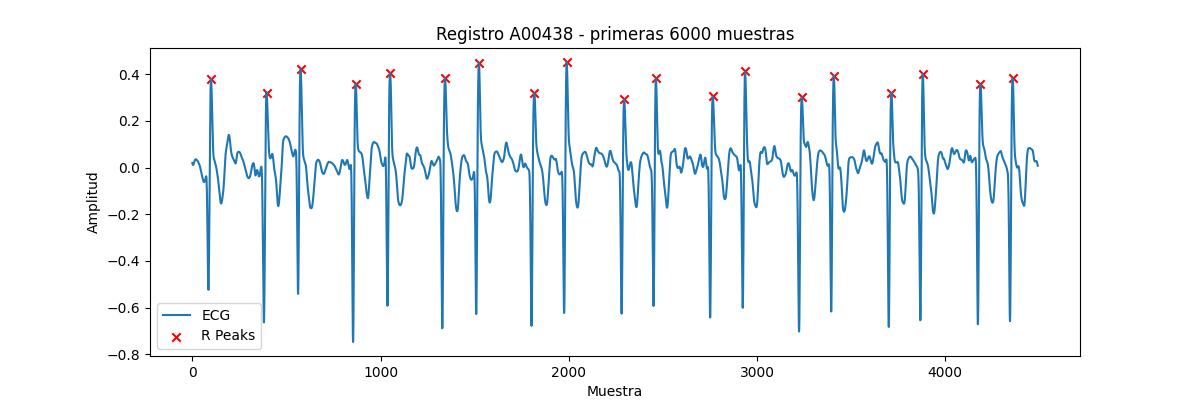 Registro A00438 - primeras 6000 muestras
Amplitud
0.4
0.2
0.0
−0.2
−0.4
−0.6
−0.8
ECG
R Peaks
0
1000
2000
3000
4000
Muestra